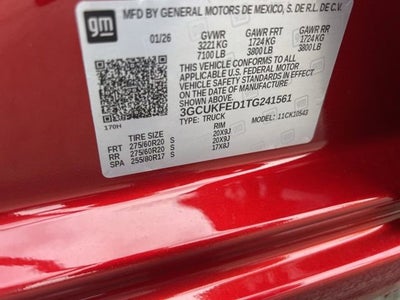 gm
MFD BY GENERAL MOTORS DE MEXICO, S. DE R.L. DE C.V.
01/26 GVWR GAWR FRT GAWR RR
3221 KG 1724 KG 1724 KG
7100 LB 3800 LB 3800 LB
THIS VEHICLE CONFORMS TO ALL
APPLICABLE U.S. FEDERAL MOTOR
VEHICLE SAFETY STANDARDS IN
EFFECT ON THE DATE OF MANUFACTURE
SHOWN ABOVE.
3GCUKFED1TG241561
TYPE: TRUCK 11CK10543
170H
TIRE SIZE RIM
FRT 275/60R20 S 20X9J
RR 275/60R20 S 20X9J
SPA 255/80R17 S 17X8J